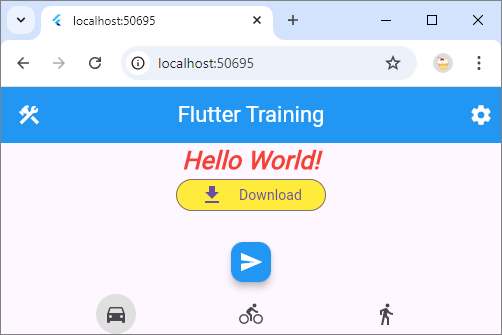 localhost:50695
localhost:50695
Flutter Training
Hello World!
Download